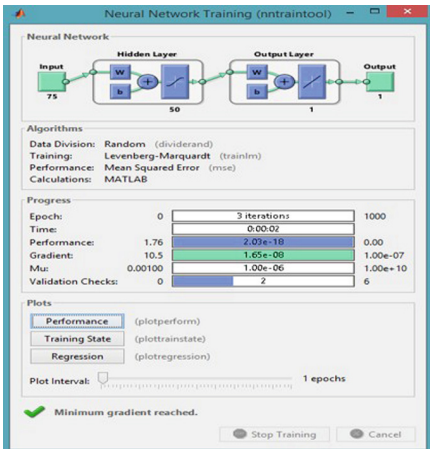 Neural Network Training (nntraintool)
Neural Network
Hidden Layer
Output Layer
Input
Output
W
b
W
b
75
50
1
1
Algorithms
Data Division: Random (dividerand)
Training: Levenberg-Marquardt (trainlm)
Performance: Mean Squared Error (mse)
Calculations: MATLAB
Progress
Epoch: 0 3 iterations 1000
Time: 0:00:02
Performance: 1.76 2.03e-18 0.00
Gradient: 10.5 1.65e-08 1.00e-07
Mu: 0.00100 1.00e-06 1.00e+10
Validation Checks: 0 2 6
Plots
Performance (plotperform)
Training State (plottrainstate)
Regression (plotregression)
Plot Interval: 1 epochs
Minimum gradient reached.
Stop Training Cancel